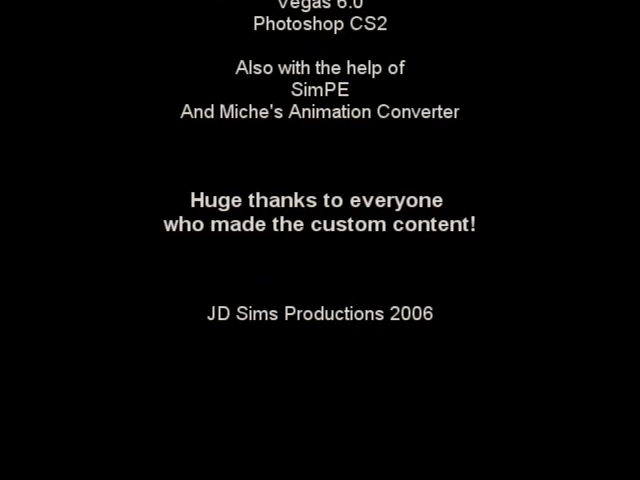 Vegas 6.0
Photoshop CS2
Also with the help of
SimPE
And Miche's Animation Converter
Huge thanks to everyone
who made the custom content!
JD Sims Productions 2006